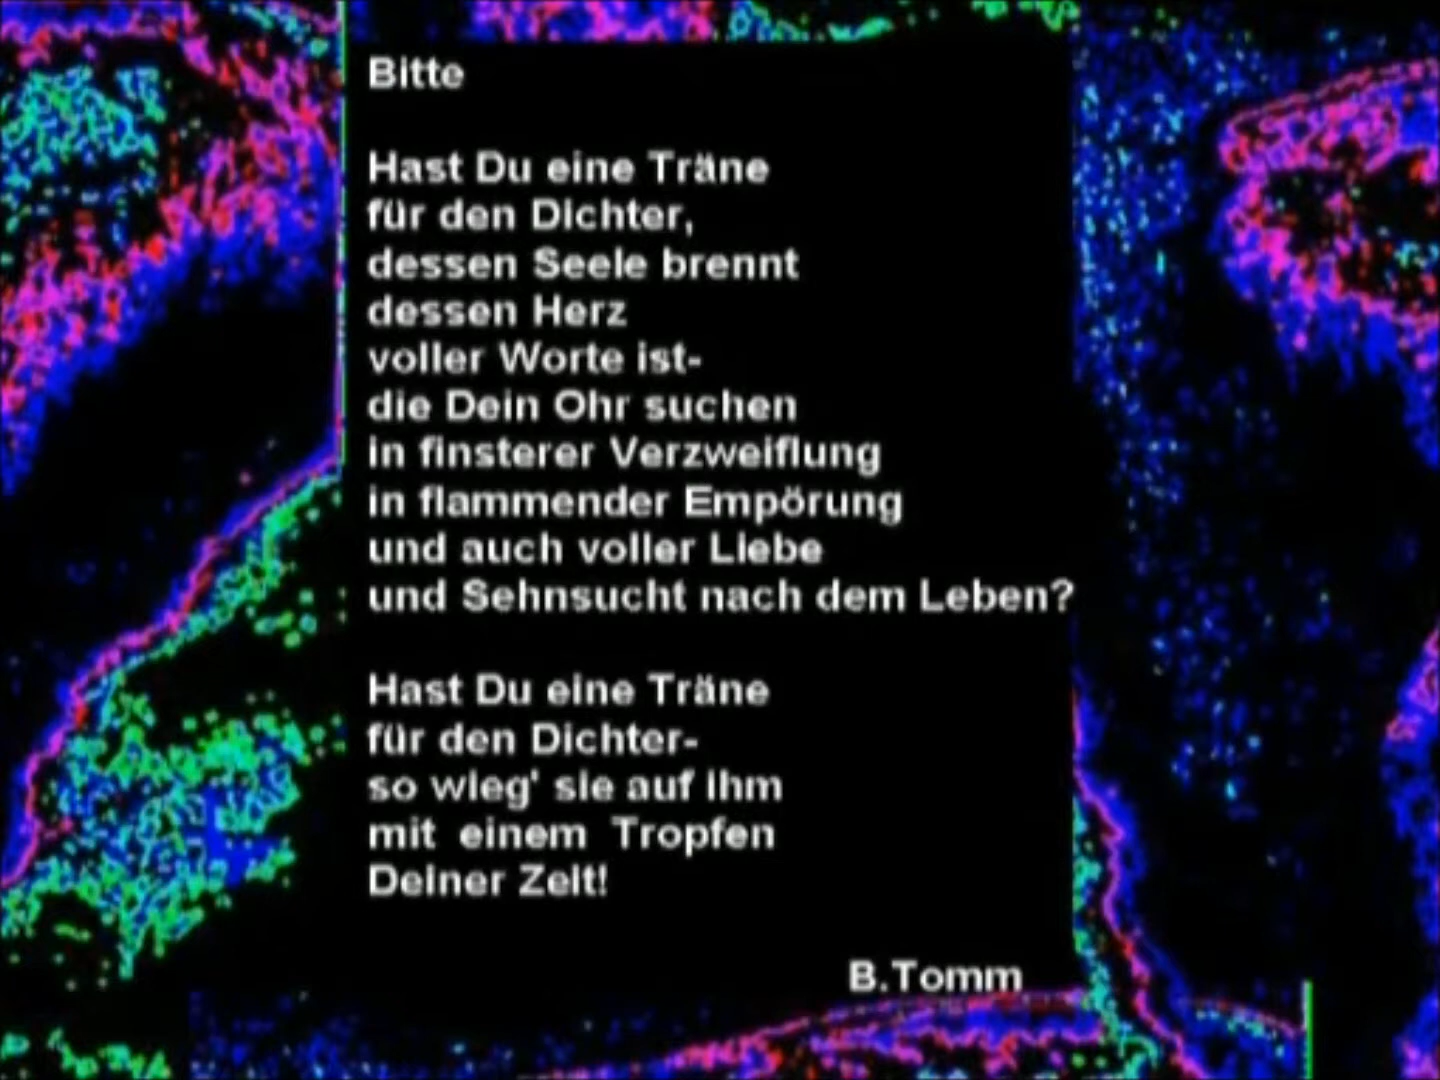 Bitte
Hast Du eine Träne
für den Dichter,
dessen Seele brennt
dessen Herz
voller Worte ist-
die Dein Ohr suchen
in finsterer Verzweiflung
in flammender Empörung
und auch voller Liebe
und Sehnsucht nach dem Leben?
Hast Du eine Träne
für den Dichter-
so wieg' sie auf ihm
mit einem Tropfen
Deiner Zeit!
B.Tomm